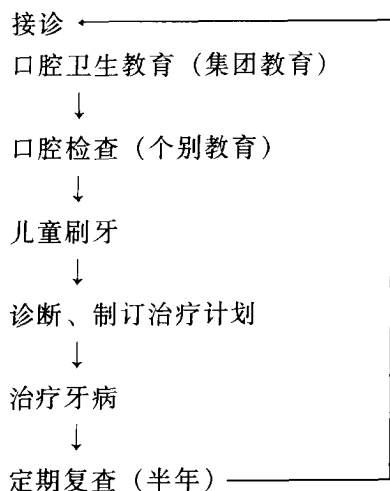 接诊
口腔卫生教育（集团教育）
口腔检查（个别教育）
儿童刷牙
诊断、制订治疗计划
治疗牙病
定期复查（半年）